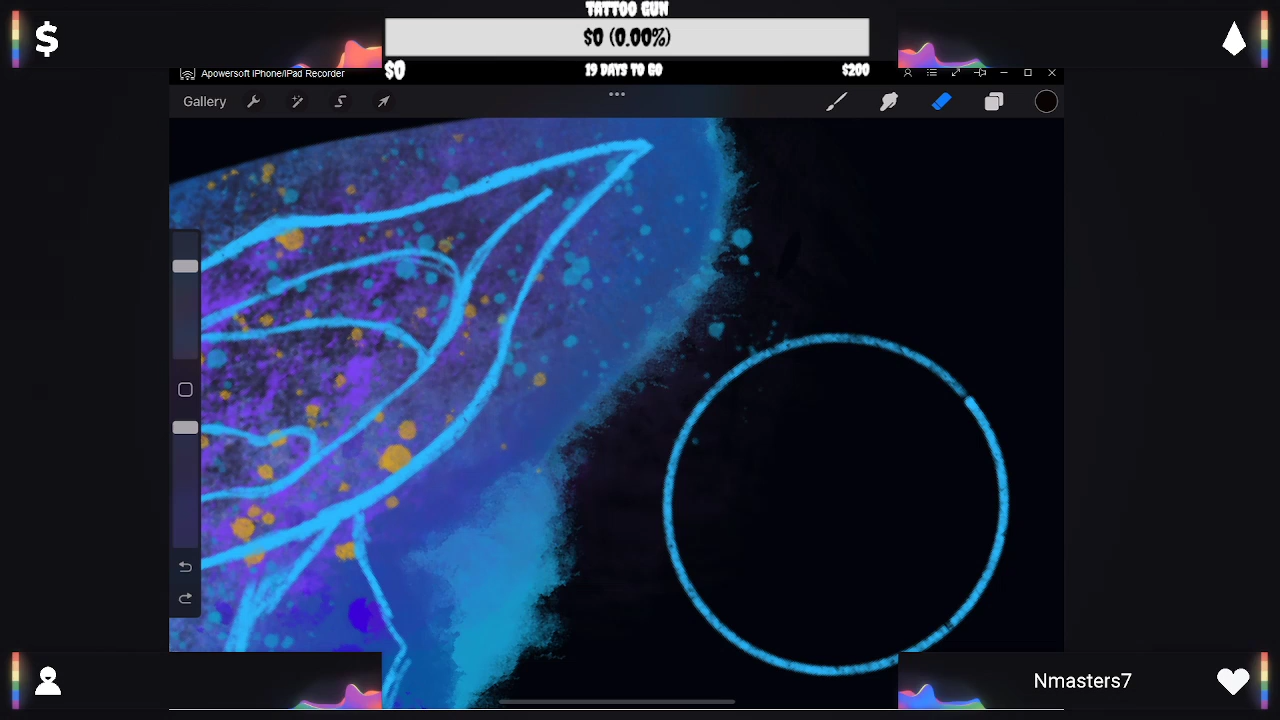 TATTOO GUN
$
$0 (0.00%)
$0
19 DAYS TO GO
$200
Apowersoft iPhone/iPad Recorder
Gallery
Nmasters7